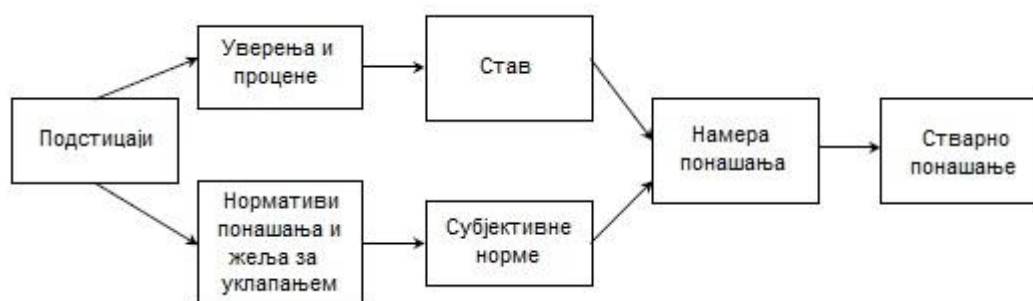 Подстицаји
Уверења и
процене
Став
Нормативи
понашања и
жеља за
уклапањем
Субјективне
норме
Намера
понашања
Стварно
понашање